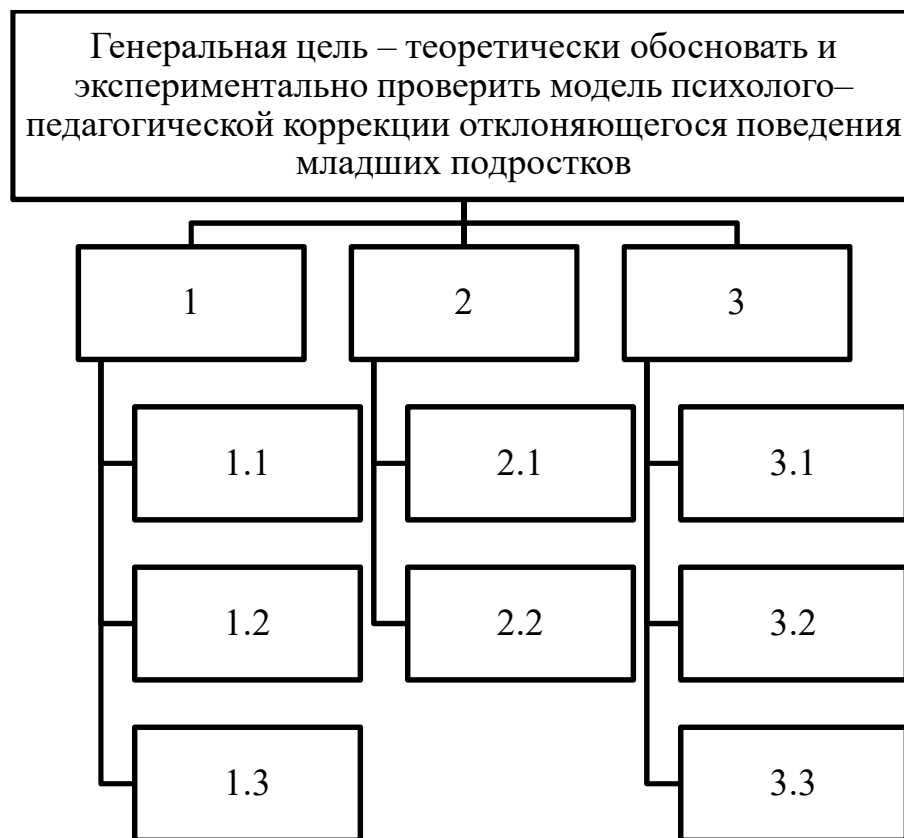 Генеральная цель – теоретически обосновать и
экспериментально проверить модель психолого–
педагогической коррекции отклоняющегося поведения
младших подростков
1
2
3
1.1
2.1
3.1
1.2
2.2
3.2
1.3
3.3